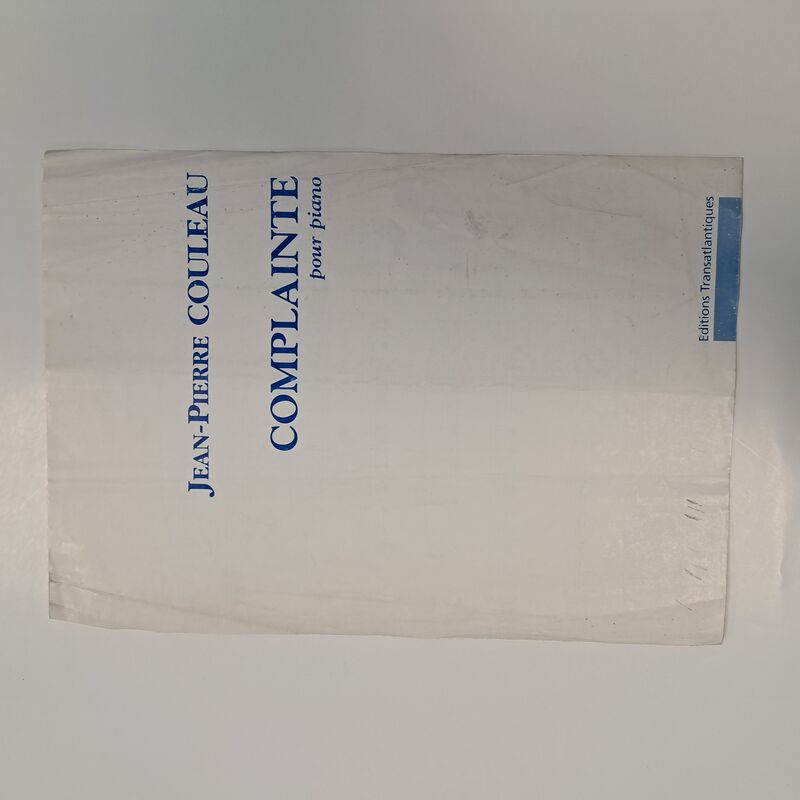 JEAN-PIERRE COULEAU
COMPLAINTE
pour piano
Editions Transatlantiques